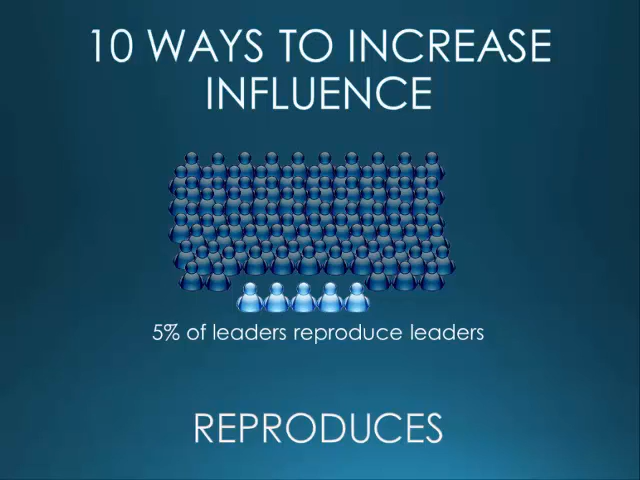 10 WAYS TO INCREASE
INFLUENCE
5% of leaders reproduce leaders
REPRODUCES